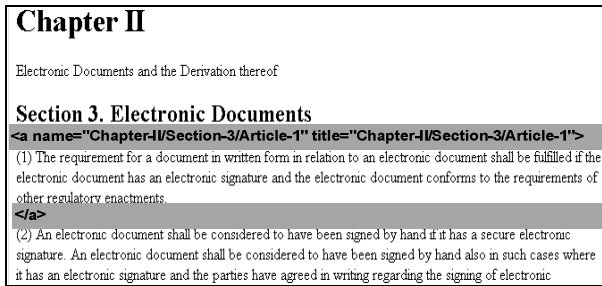 Chapter II
Electronic Documents and the Derivation thereof
Section 3. Electronic Documents
<a name="Chapter-II/Section-3/Article-1" title="Chapter-II/Section-3/Article-1">
(1) The requirement for a document in written form in relation to an electronic document shall be fulfilled if the
electronic document has an electronic signature and the electronic document conforms to the requirements of
other regulatory enactments.
</a>
(2) An electronic document shall be considered to have been signed by hand if it has a secure electronic
signature. An electronic document shall be considered to have been signed by hand also in such cases where
it has an electronic signature and the parties have agreed in writing regarding the signing of electronic